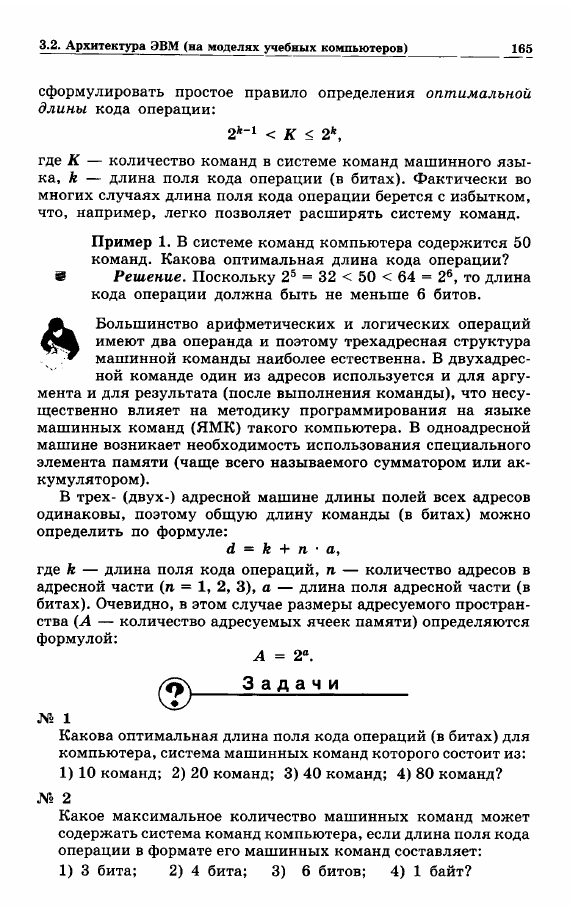 3.2. Архитектура ЭВМ (на моделях учебных компьютеров) 165
сформулировать простое правило определения оптимальной
длины кода операции:
2^{k-1} < K ≤ 2^k,
где K — количество команд в системе команд машинного язы-
ка, k — длина поля кода операции (в битах). Фактически во
многих случаях длина поля кода операции берется с избытком,
что, например, легко позволяет расширять систему команд.
Пример 1. В системе команд компьютера содержится 50
команд. Какова оптимальная длина кода операции?
Решение. Поскольку 2^5 = 32 < 50 < 64 = 2^6, то длина
кода операции должна быть не меньше 6 битов.
Большинство арифметических и логических операций
имеют два операнда и поэтому трехадресная структура
машинной команды наиболее естественна. В двухадрес-
ной команде один из адресов используется и для аргу-
мента и для результата (после выполнения команды), что несу-
щественно влияет на методику программирования на языке
машинных команд (ЯМК) такого компьютера. В одноадресной
машине возникает необходимость использования специального
элемента памяти (чаще всего называемого сумматором или ак-
кумулятором).
В трех- (двух-) адресной машине длины полей всех адресов
одинаковы, поэтому общую длину команды (в битах) можно
определить по формуле:
d = k + n · a,
где k — длина поля кода операций, n — количество адресов в
адресной части (n = 1, 2, 3), a — длина поля адресной части (в
битах). Очевидно, в этом случае размеры адресуемого простран-
ства (A — количество адресуемых ячеек памяти) определяются
формулой:
A = 2^a.
? Задачи
№ 1
Какова оптимальная длина поля кода операций (в битах) для
компьютера, система машинных команд которого состоит из:
1) 10 команд; 2) 20 команд; 3) 40 команд; 4) 80 команд?
№ 2
Какое максимальное количество машинных команд может
содержать система команд компьютера, если длина поля кода
операции в формате его машинных команд составляет:
1) 3 бита; 2) 4 бита; 3) 6 битов; 4) 1 байт?